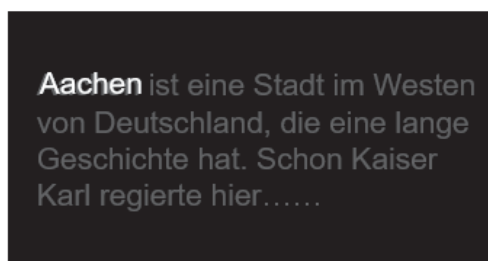 Aachen ist eine Stadt im Westen
von Deutschland, die eine lange
Geschichte hat. Schon Kaiser
Karl regierte hier......